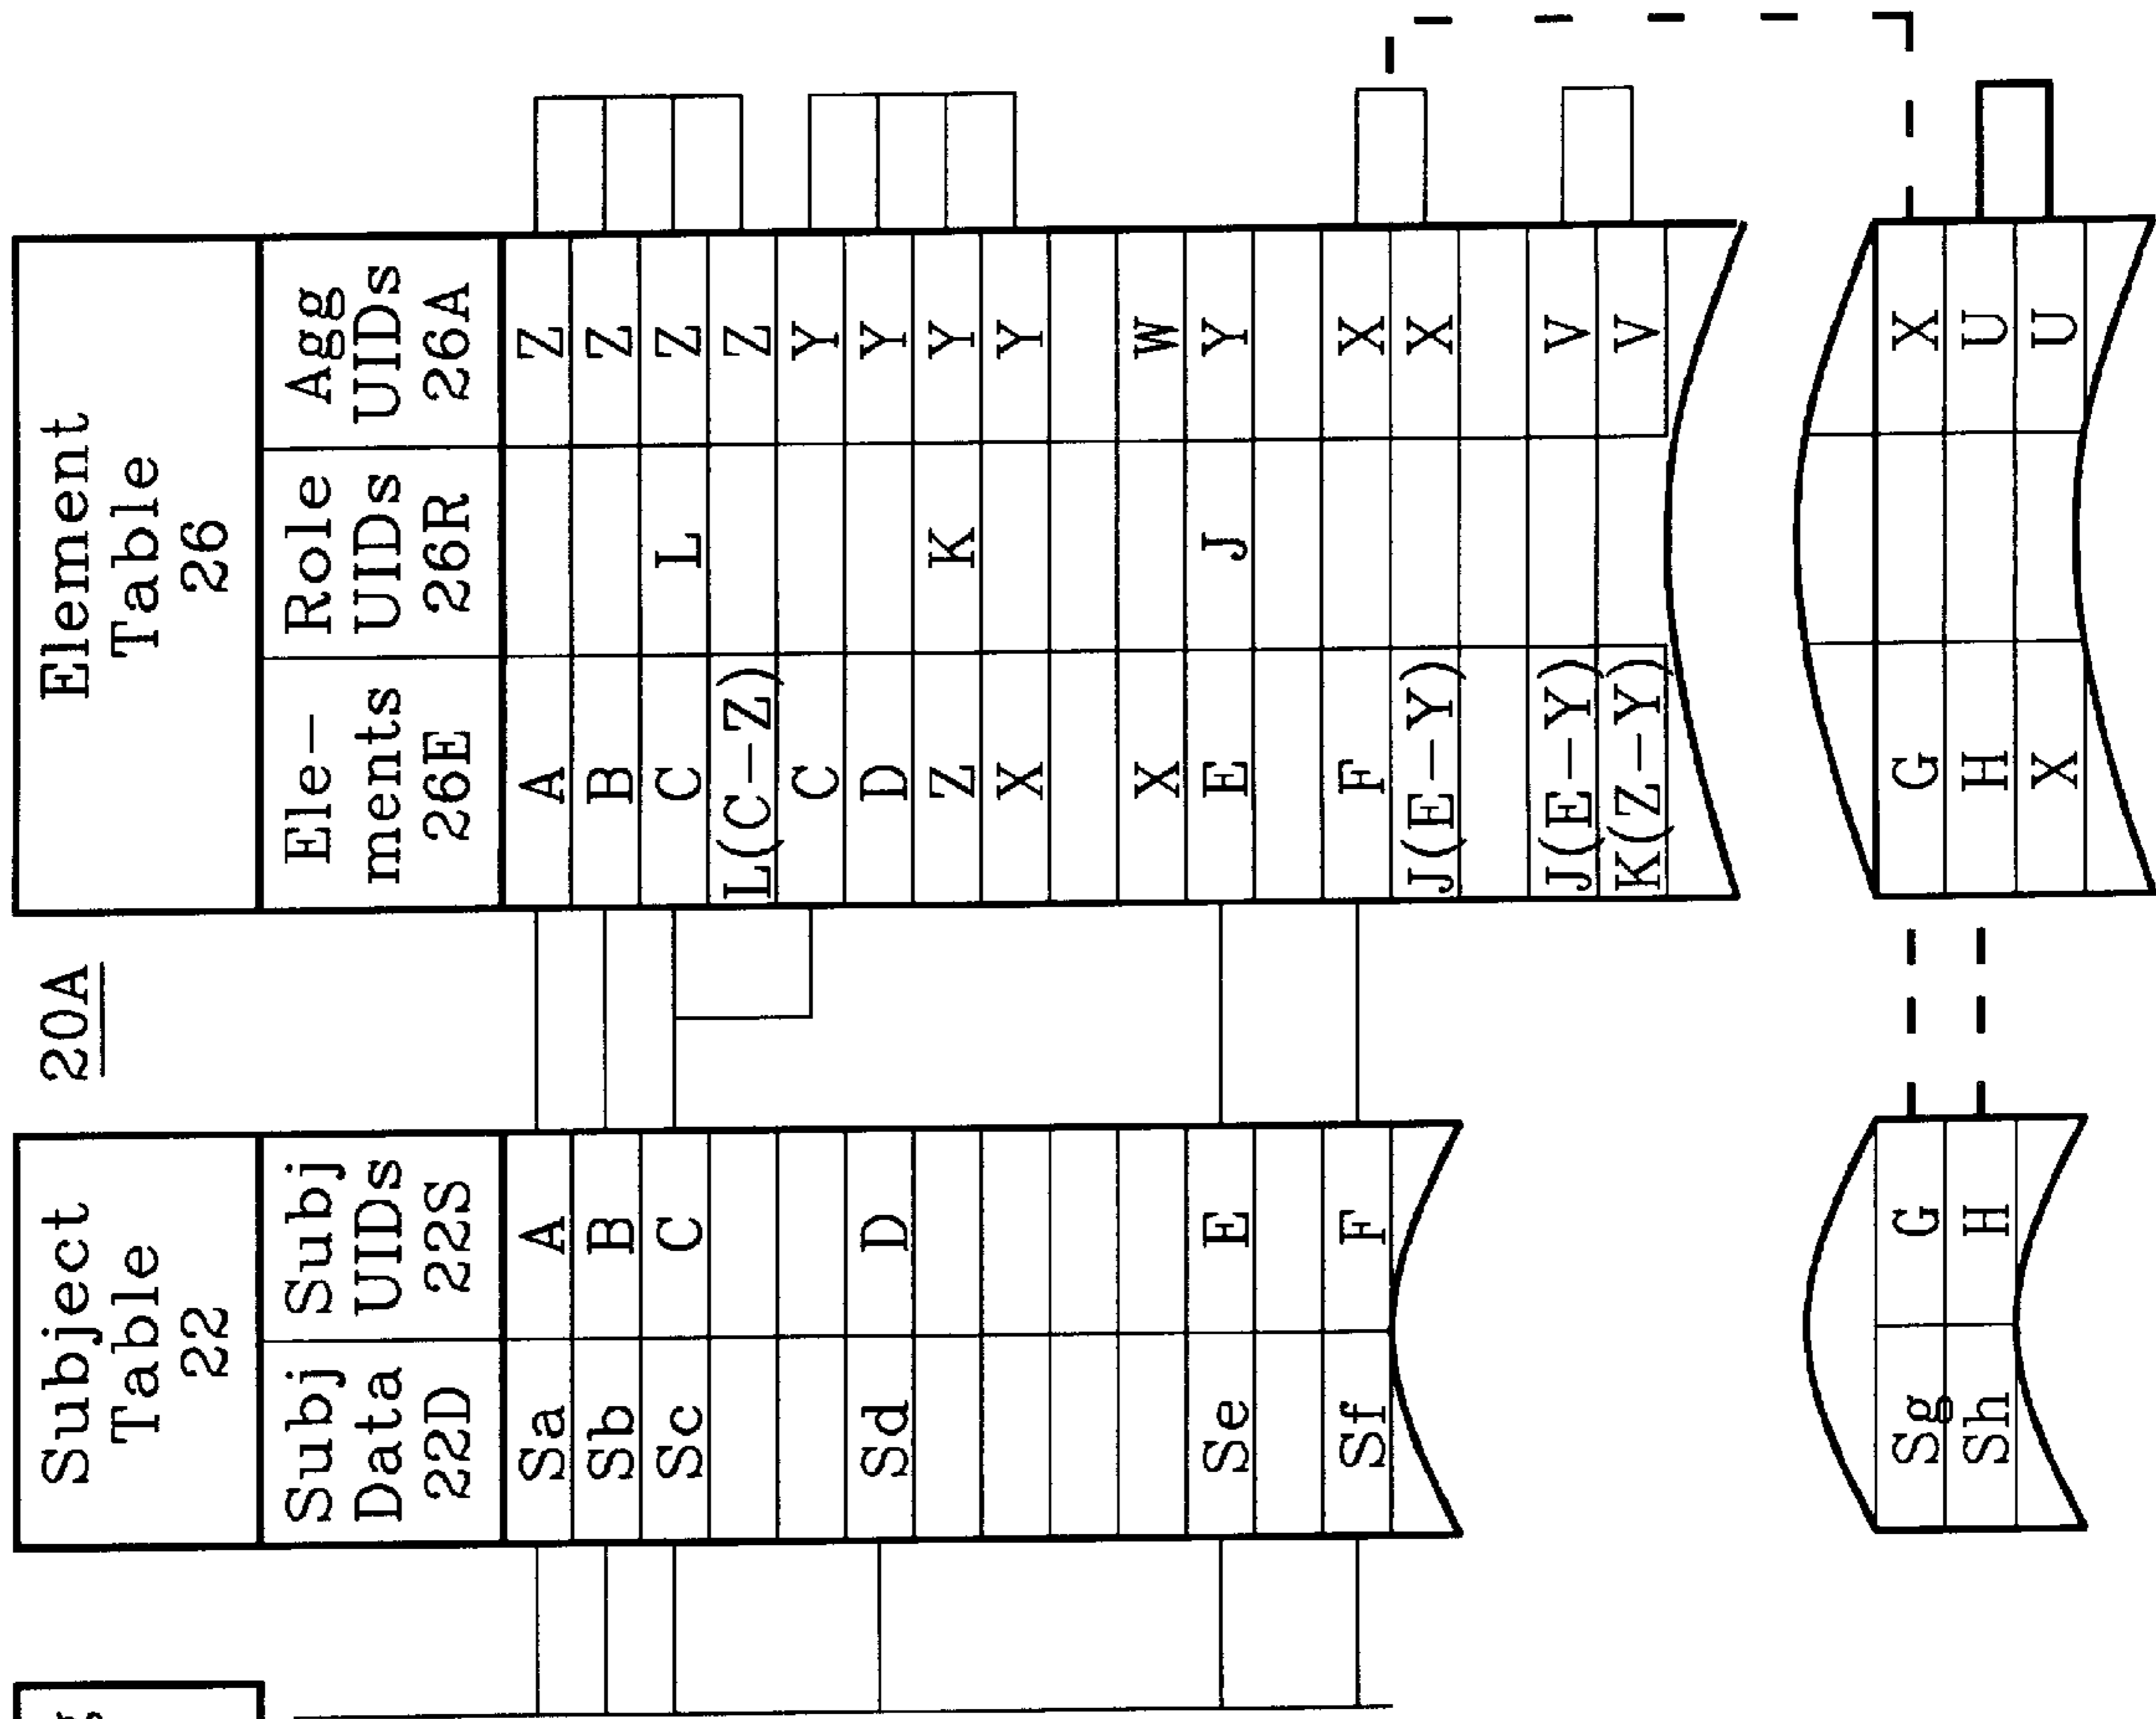 Subject 20A Element
Table Table
22 26
Subj Subj Ele- Role Agg
Data UIDs ments UIDs UIDs
22D 22S 26E 26R 26A
Sa A A Z
Sb B B Z
Sc C C L Z
L(C-Z) Z
C Y
Sd D D Y
Z K Y
X Y
X W
Se E E J Y
Sf F F X
J(E-Y) X
J(E-Y) V
K(Z-Y) V
Sg G G X
Sh H H U
X U